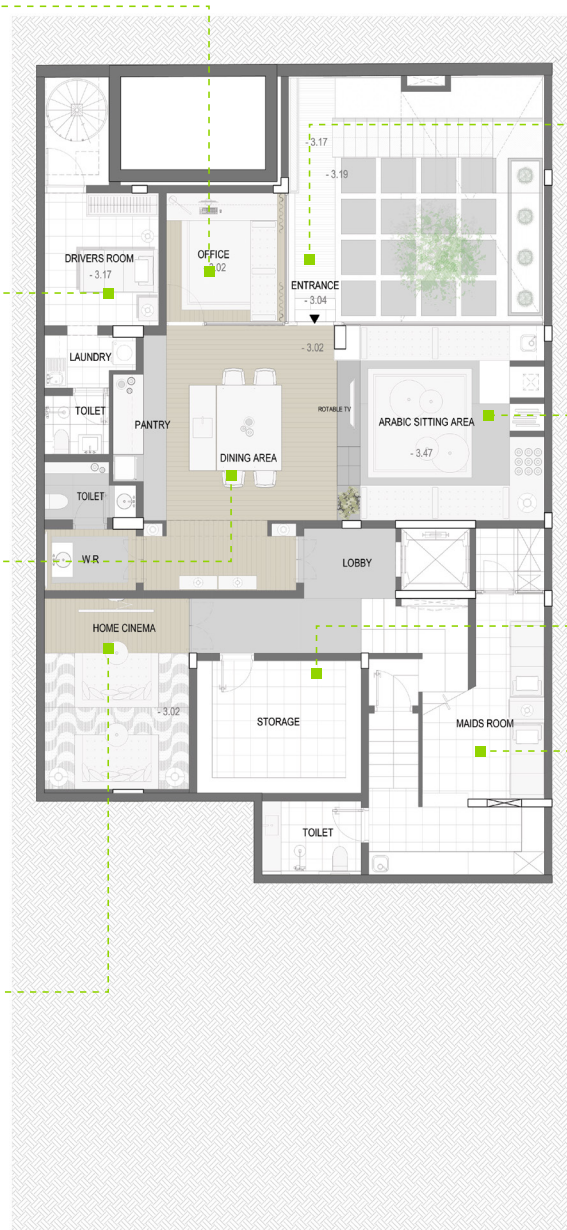 - 3.17
- 3.19
OFFICE
DRIVERS ROOM
- 3.17
ENTRANCE
- 3.04
- 3.02
LAUNDRY
TOILET
PANTRY
ROTABLE TV
ARABIC SITTING AREA
- 3.47
DINING AREA
TOILET
W.R
LOBBY
HOME CINEMA
- 3.02
STORAGE
MAIDS ROOM
TOILET